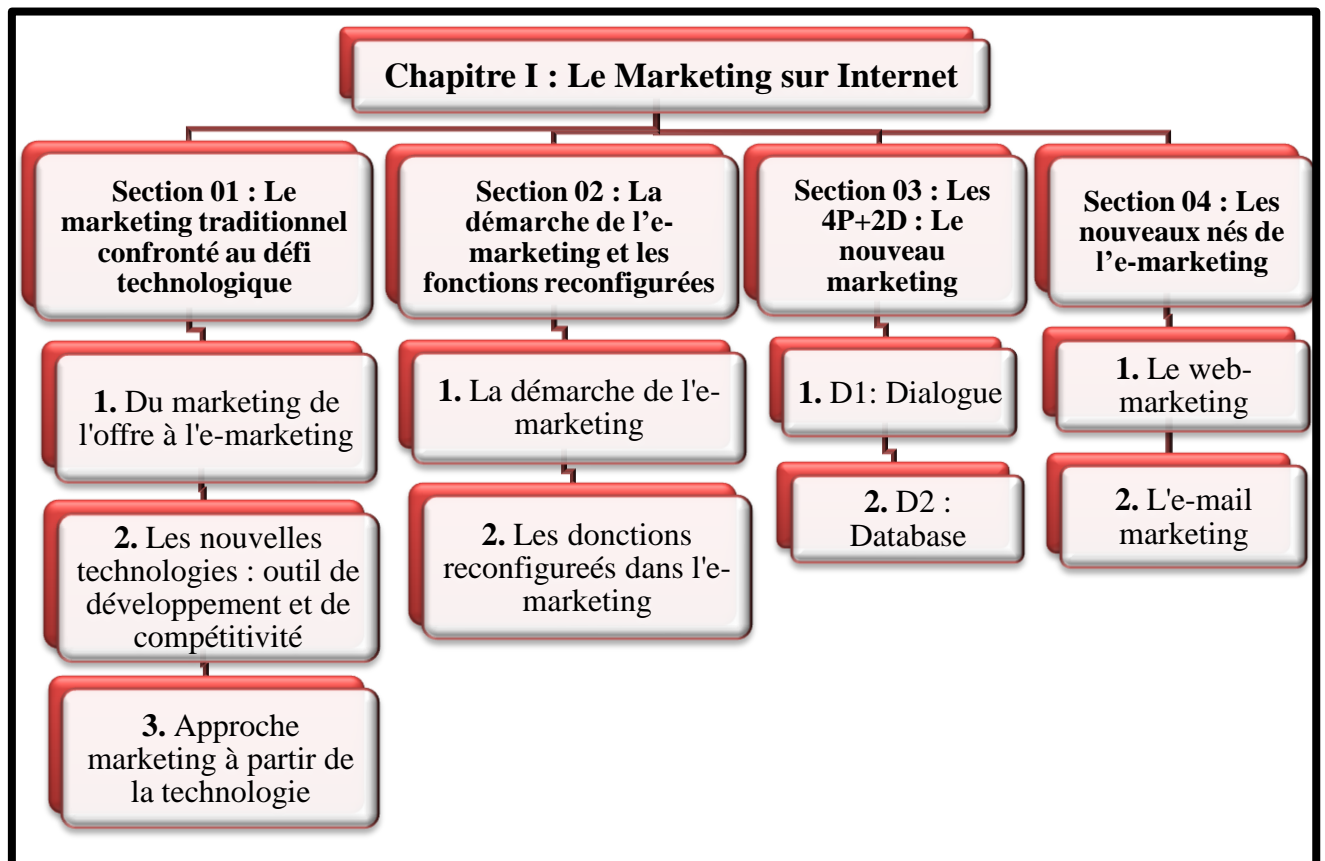 Chapitre I : Le Marketing sur Internet
Section 01 : Le
marketing traditionnel
confronté au défi
technologique
1. Du marketing de
l'offre à l'e-marketing
2. Les nouvelles
technologies : outil de
développement et de
compétitivité
3. Approche
marketing à partir de
la technologie
Section 02 : La
démarche de l’e-
marketing et les
fonctions reconfigurées
1. La démarche de l'e-
marketing
2. Les donctions
reconfigureés dans l'e-
marketing
Section 03 : Les
4P+2D : Le
nouveau
marketing
1. D1: Dialogue
2. D2 :
Database
Section 04 : Les
nouveaux nés de
l’e-marketing
1. Le web-
marketing
2. L'e-mail
marketing